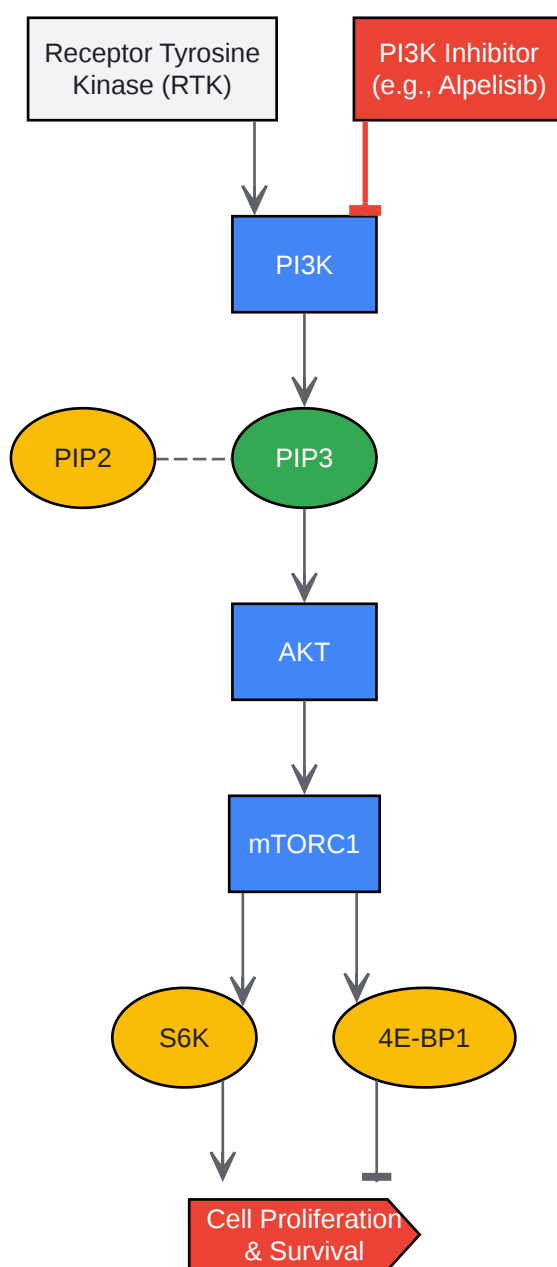 Receptor Tyrosine
Kinase (RTK)
PI3K Inhibitor
(e.g., Alpelisib)
PI3K
PIP2
PIP3
AKT
mTORC1
S6K
4E-BP1
Cell Proliferation
& Survival